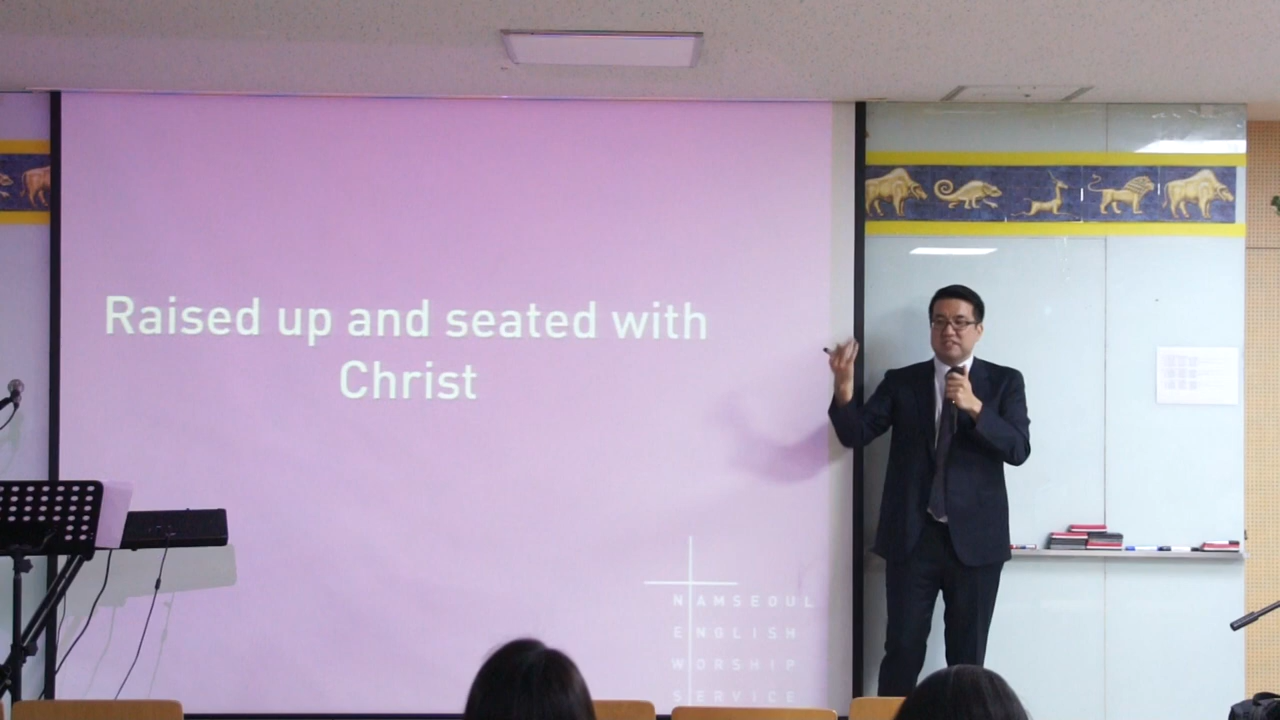 Raised up and seated with
Christ
NAMSEOUL
ENGLISH
WORSHIP
SERVICE